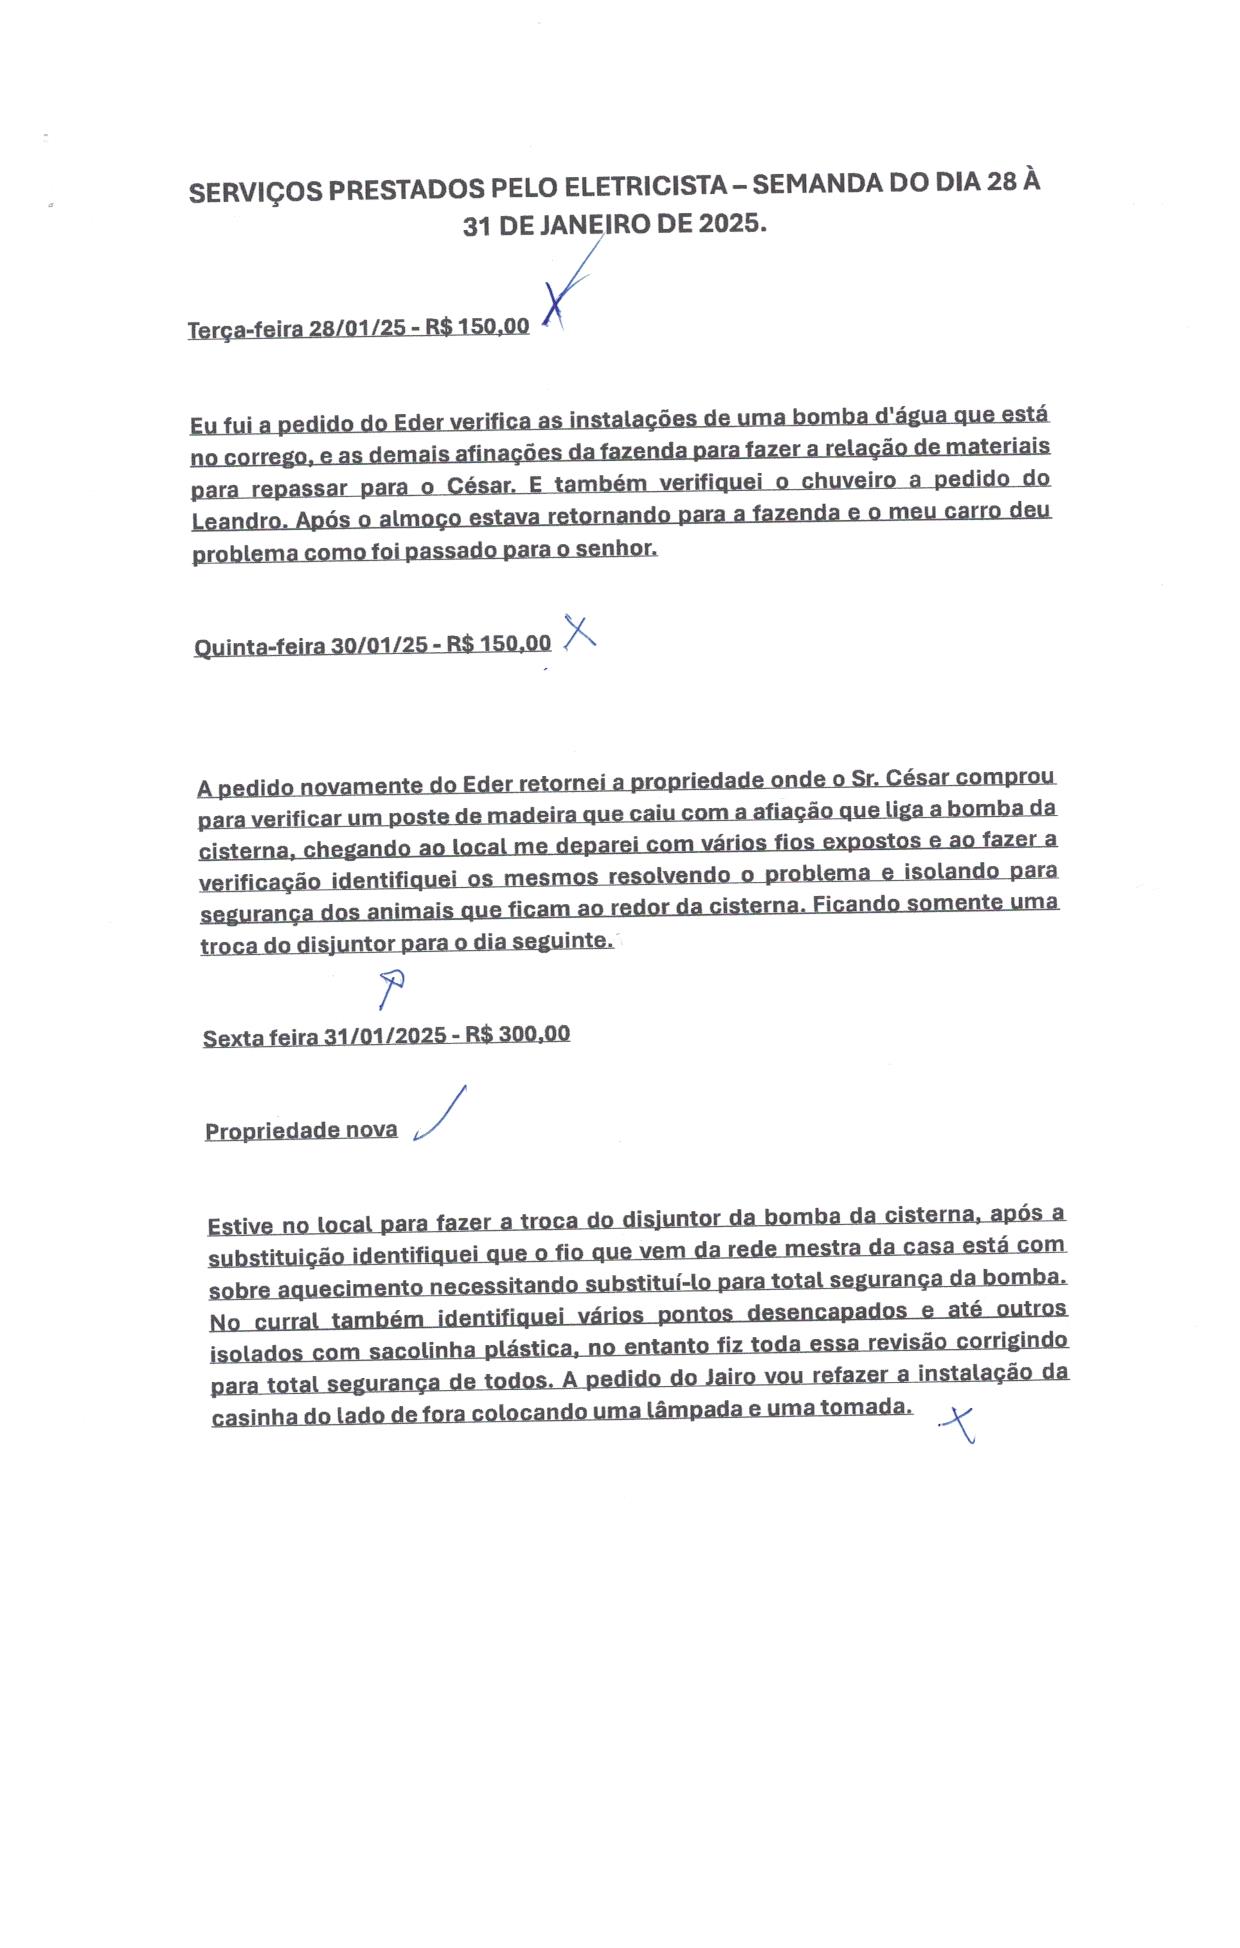 SERVIÇOS PRESTADOS PELO ELETRICISTA – SEMANDA DO DIA 28 À
31 DE JANEIRO DE 2025.
Terça-feira 28/01/25 - R$ 150,00
Eu fui a pedido do Eder verifica as instalações de uma bomba d'água que está
no corrego, e as demais afinações da fazenda para fazer a relação de materiais
para repassar para o César. E também verifiquei o chuveiro a pedido do
Leandro. Após o almoço estava retornando para a fazenda e o meu carro deu
problema como foi passado para o senhor.
Quinta-feira 30/01/25 - R$ 150,00
A pedido novamente do Eder retornei a propriedade onde o Sr. César comprou
para verificar um poste de madeira que caiu com a afiação que liga a bomba da
cisterna, chegando ao local me deparei com vários fios expostos e ao fazer a
verificação identifiquei os mesmos resolvendo o problema e isolando para
segurança dos animais que ficam ao redor da cisterna. Ficando somente uma
troca do disjuntor para o dia seguinte.
Sexta feira 31/01/2025 - R$ 300,00
Propriedade nova
Estive no local para fazer a troca do disjuntor da bomba da cisterna, após a
substituição identifiquei que o fio que vem da rede mestra da casa está com
sobre aquecimento necessitando substituí-lo para total segurança da bomba.
No curral também identifiquei vários pontos desencapados e até outros
isolados com sacolinha plástica, no entanto fiz toda essa revisão corrigindo
para total segurança de todos. A pedido do Jairo vou refazer a instalação da
casinha do lado de fora colocando uma lâmpada e uma tomada.